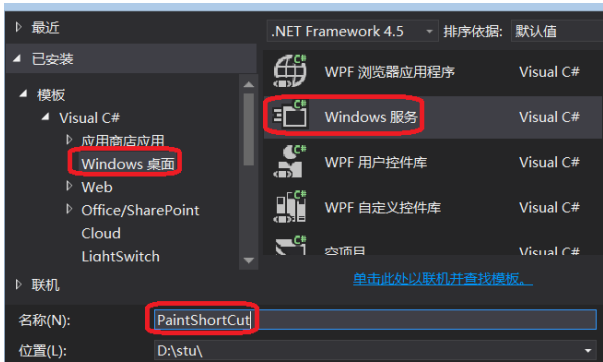 最近
.NET Framework 4.5 排序依据: 默认值
已安装
模板
Visual C#
应用商店应用
Windows 桌面
Web
Office/SharePoint
Cloud
LightSwitch
联机
WPF 浏览器应用程序 Visual C#
Windows 服务 Visual C#
WPF 用户控件库 Visual C#
WPF 自定义控件库 Visual C#
空项目 Visual C#
单击此处以联机并查找模板。
名称(N): PaintShortCut
位置(L): D:\stu\